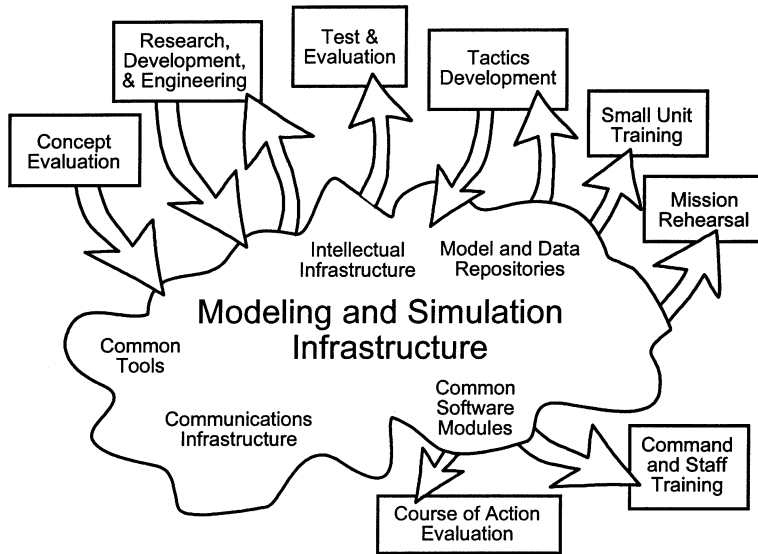 Research,
Development,
& Engineering
Test &
Evaluation
Tactics
Development
Concept
Evaluation
Small Unit
Training
Mission
Rehearsal
Intellectual
Infrastructure
Model and Data
Repositories
Modeling and Simulation
Infrastructure
Common
Tools
Communications
Infrastructure
Common
Software
Modules
Command
and Staff
Training
Course of Action
Evaluation